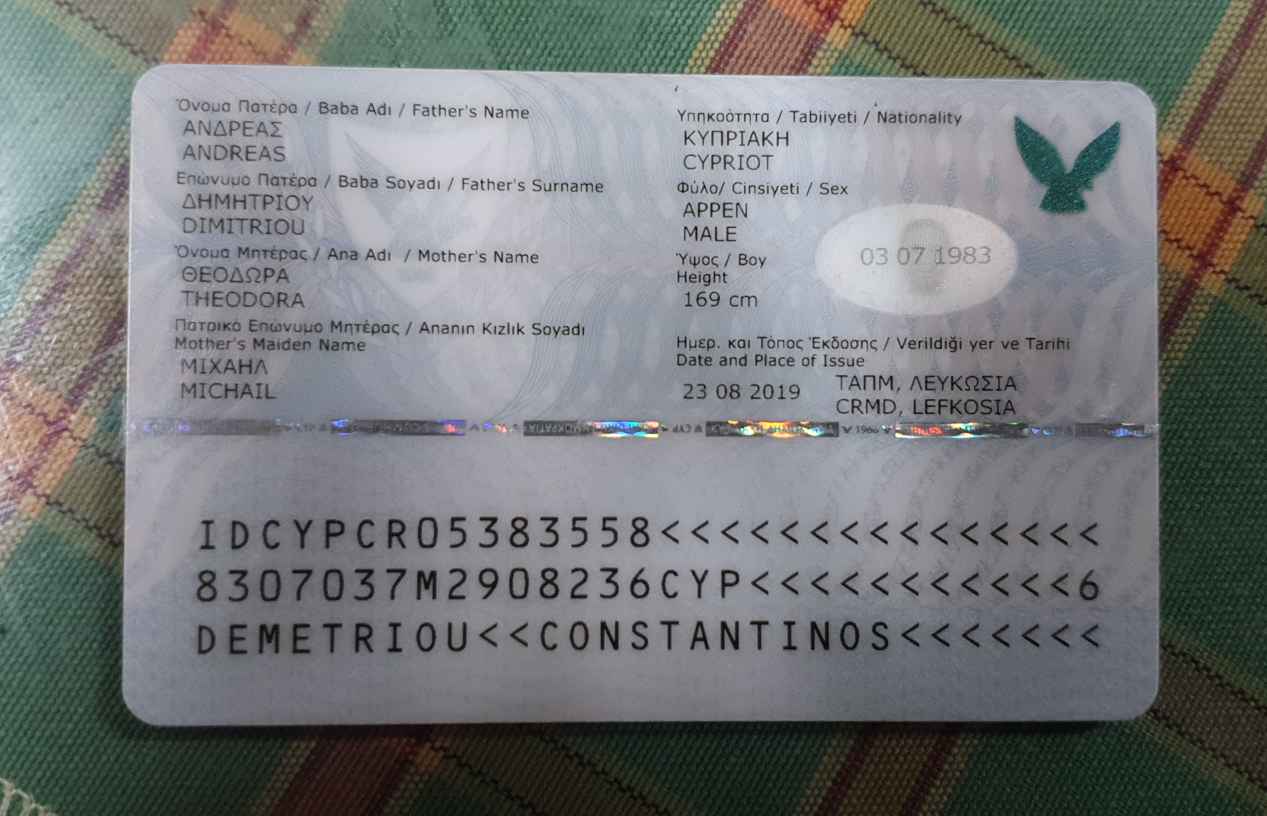 Όνομα Πατέρα / Baba Adı / Father's Name
ΑΝΔΡΕΑΣ
ANDREAS
Επώνυμο Πατέρα / Baba Soyadı / Father's Surname
ΔΗΜΗΤΡΙΟΥ
DIMITRIOU
Όνομα Μητέρας / Ana Adı / Mother's Name
ΘΕΟΔΩΡΑ
THEODORA
Πατρικό Επώνυμο Μητέρας / Ananın Kızlık Soyadı
Mother's Maiden Name
ΜΙΧΑΗΛ
MICHAIL
Υπηκοότητα / Tabiiyeti / Nationality
ΚΥΠΡΙΑΚΗ
CYPRIOT
Φύλο/ Cinsiyeti / Sex
ΑΡΡΕΝ
MALE
Ύψος / Boy
Height
169 cm
03 07 1983
Ημερ. και Τόπος Έκδοσης / Verildiği yer ve Tarihi
Date and Place of Issue
23 08 2019
ΤΑΠΜ, ΛΕΥΚΩΣΙΑ
CRMD, LEFKOSIA
IDCYPCRO5383558<<<<<<<<<<<<<<<
8307037M2908236CYP<<<<<<<<<<<6
DEMETRIOU<<CONSTANTINOS<<<<<<<